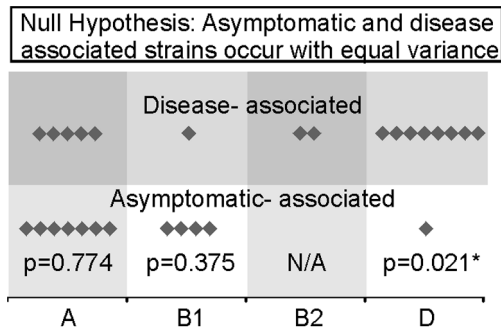 Null Hypothesis: Asymptomatic and disease
associated strains occur with equal variance
Disease- associated
Asymptomatic- associated
p=0.774 p=0.375 N/A p=0.021*
A B1 B2 D